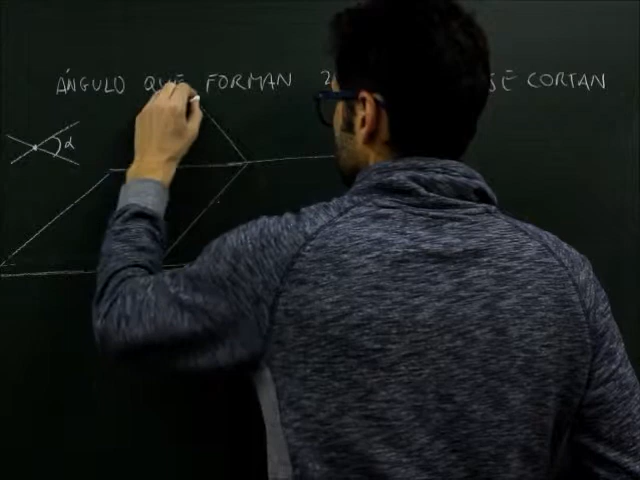 ÁNGULO QUE FORMAN 2 SE CORTAN
α